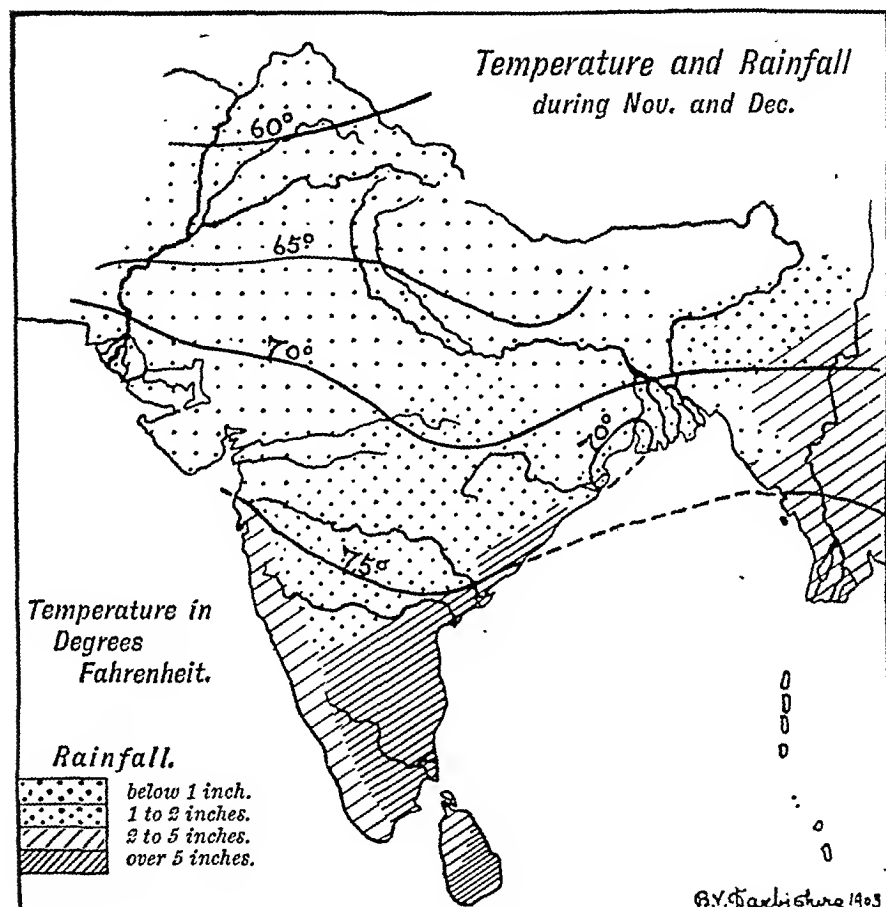 Temperature and Rainfall
during Nov. and Dec.
60°
65°
70°
70°
75°
Temperature in
Degrees
Fahrenheit.
Rainfall.
below 1 inch.
1 to 2 inches.
2 to 5 inches.
over 5 inches.
B.V. Darbishire 1903